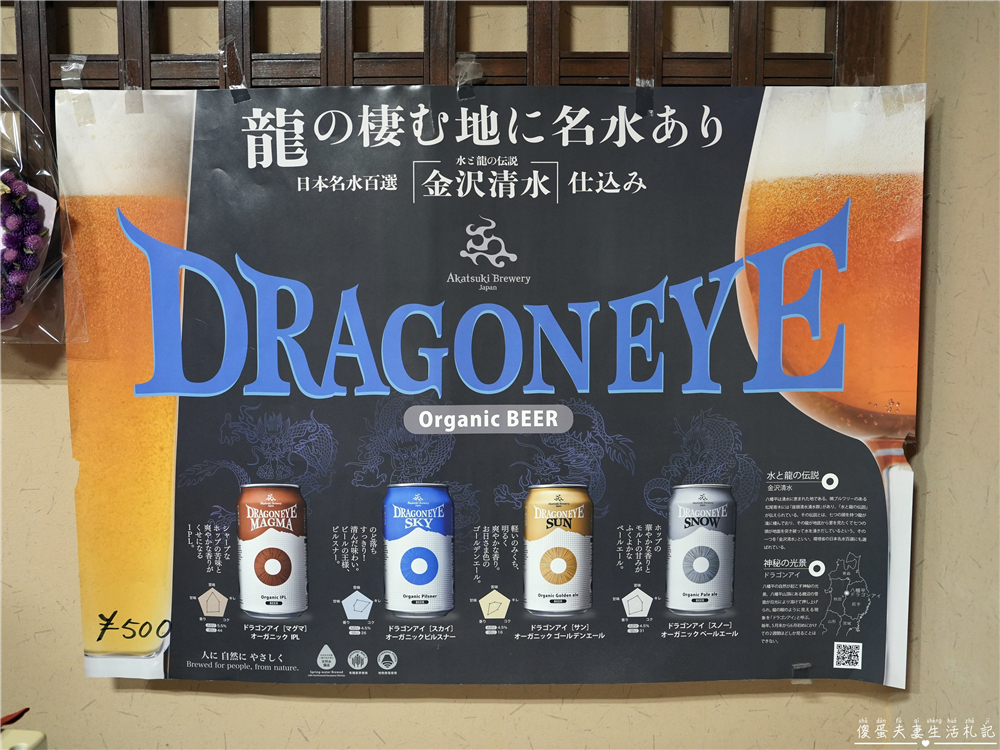 龍の棲む地に名水あり
水と龍の伝説
日本名水百選 金沢清水 仕込み
Akatsuki Brewery
Japan
DRAGONEYE
Organic BEER
DRAGONEYE
MAGMA
Organic IPL
BEER
シャープな
ホップの苦味と
爽やかな香りが
くせになる
IPL。
ドラゴンアイ［マグマ］
オーガニック IPL
DRAGONEYE
SKY
Organic Pilsner
BEER
のど落ち
すっきり!
清んだ味わい。
ビールの王様、
ピルスナー。
ドラゴンアイ［スカイ］
オーガニックピルスナー
DRAGONEYE
SUN
Organic Golden ale
BEER
軽いのみくち、
明るく
爽やかな香り。
お日さま色の
ゴールデンエール。
ドラゴンアイ［サン］
オーガニック ゴールデンエール
DRAGONEYE
SNOW
Organic Pale ale
BEER
ホップの
華やかな香りと
モルトの甘みが
ふくよかな
ペールエール。
ドラゴンアイ［スノー］
オーガニック ペールエール
水と龍の伝説
金沢清水
神秘の光景
ドラゴンアイ
¥500
人に 自然に やさしく
Brewed for people, from nature.
傻蛋夫妻生活札記